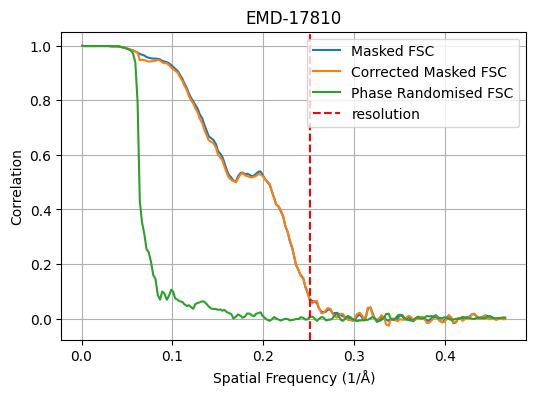 EMD-17810
Masked FSC
Corrected Masked FSC
Phase Randomised FSC
resolution
Correlation
1.0
0.8
0.6
0.4
0.2
0.0
0.0 0.1 0.2 0.3 0.4
Spatial Frequency (1/Å)